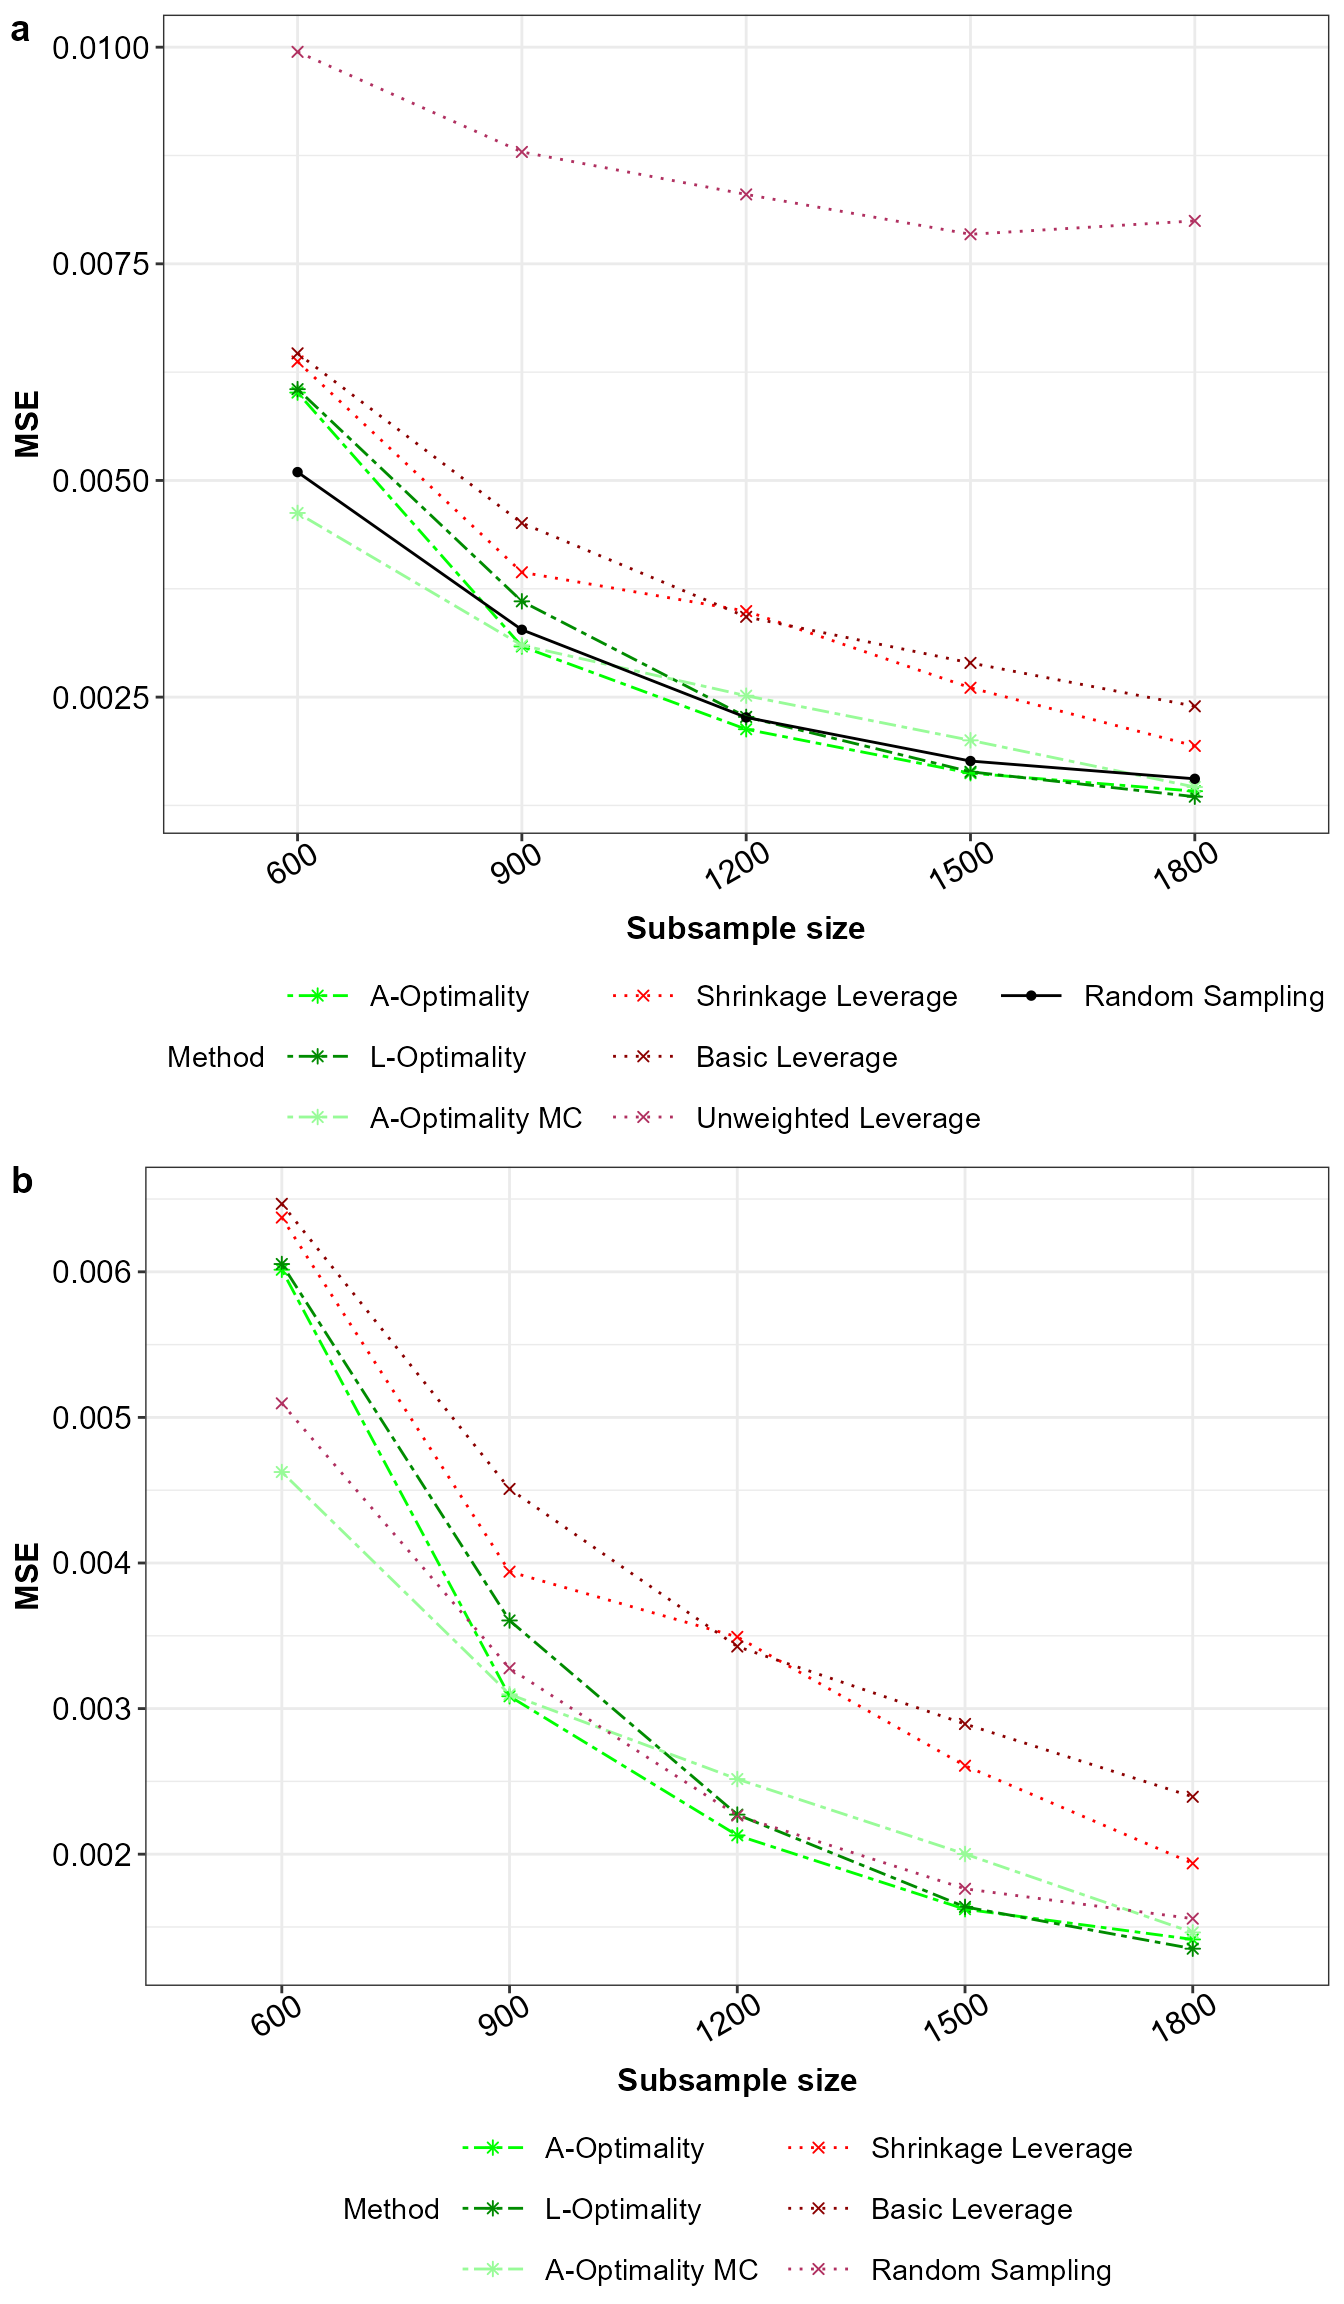 a
0.0100
0.0075
0.0050
0.0025
MSE
600 900 1200 1500 1800
Subsample size
A-Optimality Shrinkage Leverage Random Sampling
Method L-Optimality Basic Leverage
A-Optimality MC Unweighted Leverage
b
0.006
0.005
0.004
0.003
0.002
MSE
600 900 1200 1500 1800
Subsample size
A-Optimality Shrinkage Leverage
Method L-Optimality Basic Leverage
A-Optimality MC Random Sampling